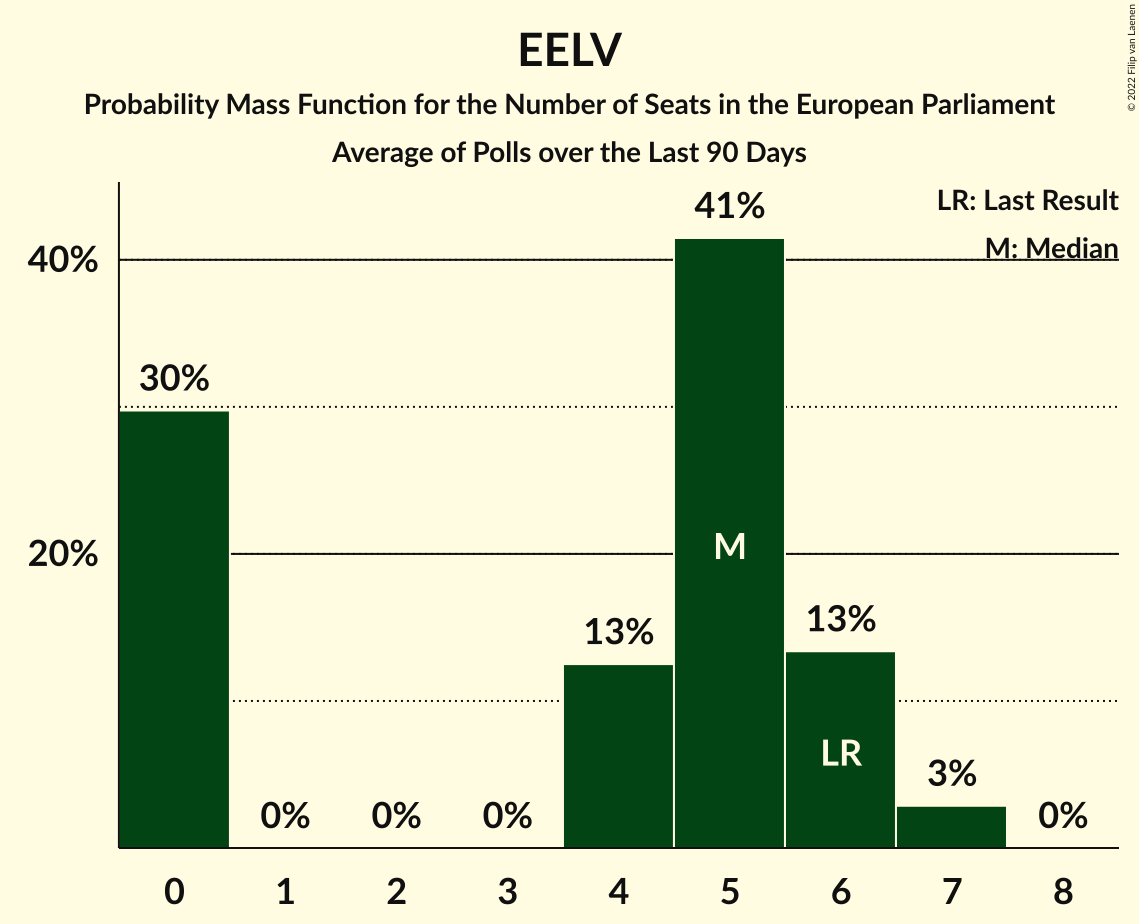 EELV
Probability Mass Function for the Number of Seats in the European Parliament
Average of Polls over the Last 90 Days
© 2022 Filip van Laenen
LR: Last Result
M: Median
40%
20%
30%
0%
0%
0%
13%
41%
13%
3%
0%
M
LR
0 1 2 3 4 5 6 7 8